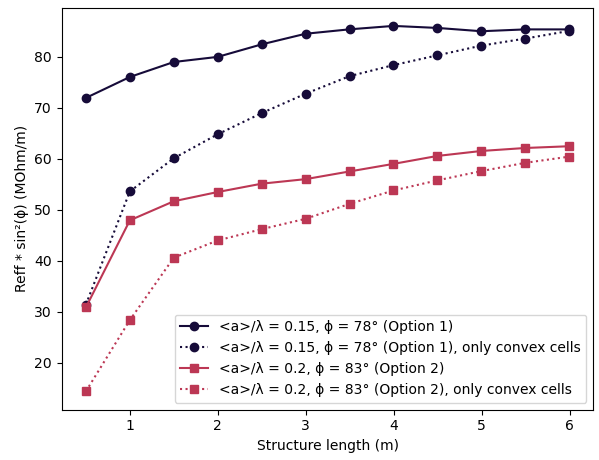 80
70
60
50
40
30
20
Reff * sin²(ϕ) (MOhm/m)
<a>/λ = 0.15, ϕ = 78° (Option 1)
<a>/λ = 0.15, ϕ = 78° (Option 1), only convex cells
<a>/λ = 0.2, ϕ = 83° (Option 2)
<a>/λ = 0.2, ϕ = 83° (Option 2), only convex cells
1 2 3 4 5 6
Structure length (m)